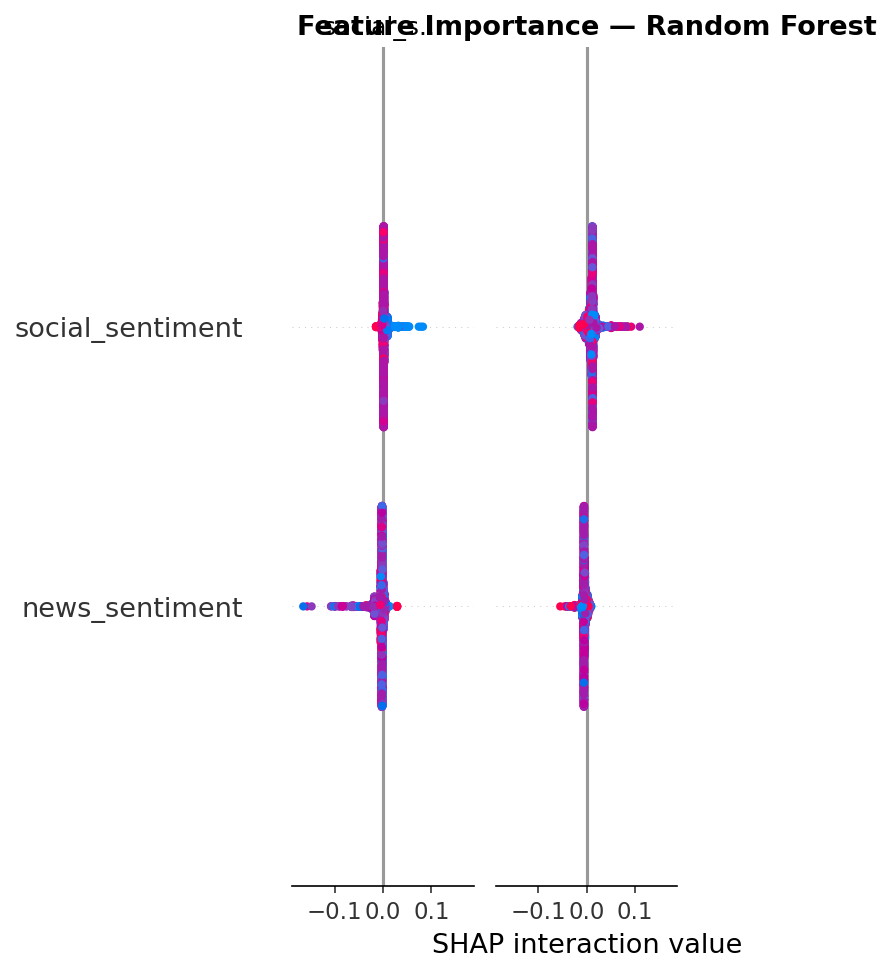 Feature Importance — Random Forest
social_s.
social_sentiment
news_sentiment
−0.1 0.0 0.1 −0.1 0.0 0.1
SHAP interaction value